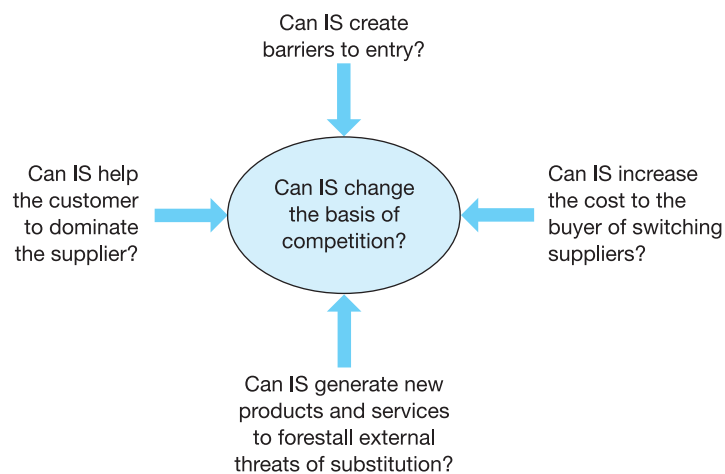 Can IS create
barriers to entry?
Can IS help
the customer
to dominate
the supplier?
Can IS change
the basis of
competition?
Can IS increase
the cost to the
buyer of switching
suppliers?
Can IS generate new
products and services
to forestall external
threats of substitution?